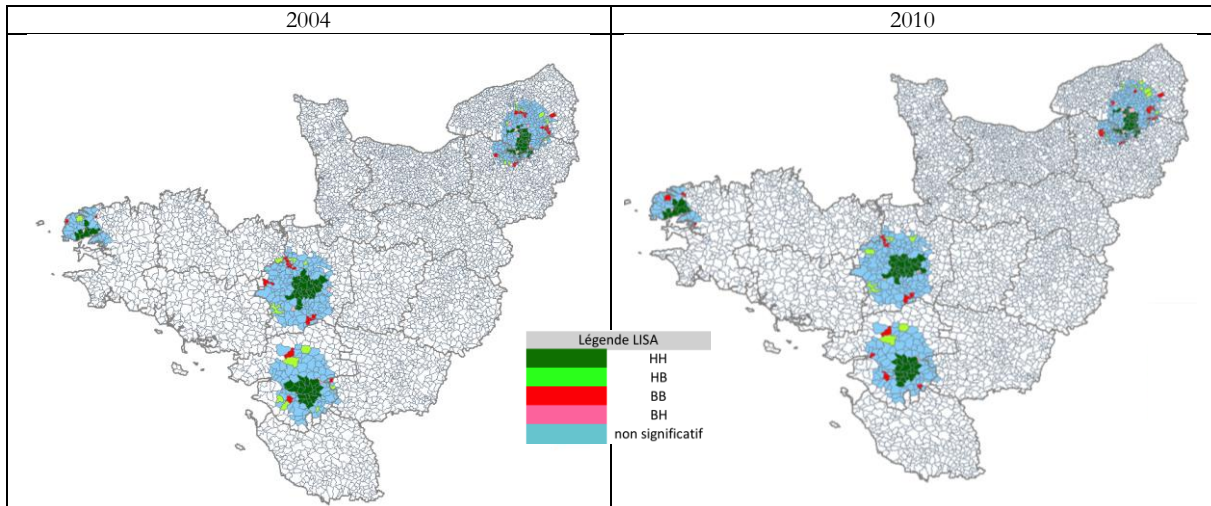 2004
2010
Légende LISA
HH
HB
BB
BH
non significatif